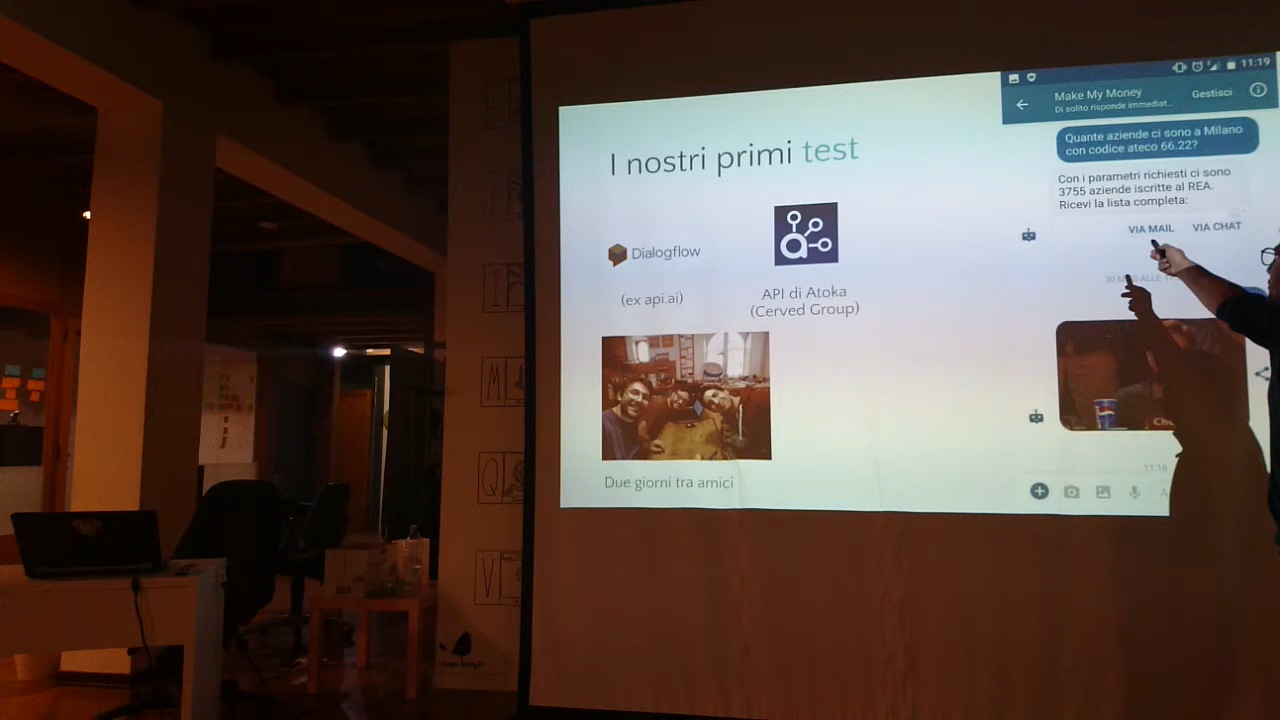 I nostri primi test
Dialogflow
(ex api.ai)
API di Atoka
(Cerved Group)
Due giorni tra amici
11:19
Make My Money
Di solito risponde immediat...
Gestisci
Quante aziende ci sono a Milano
con codice ateco 66.22?
Con i parametri richiesti ci sono
3755 aziende iscritte al REA.
Ricevi la lista completa:
VIA MAIL
VIA CHAT
11:18
M
Q
V